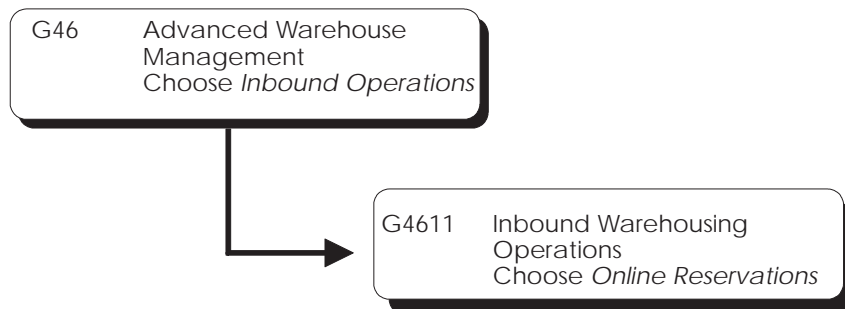 G46 Advanced Warehouse
Management
Choose Inbound Operations
G4611 Inbound Warehousing
Operations
Choose Online Reservations